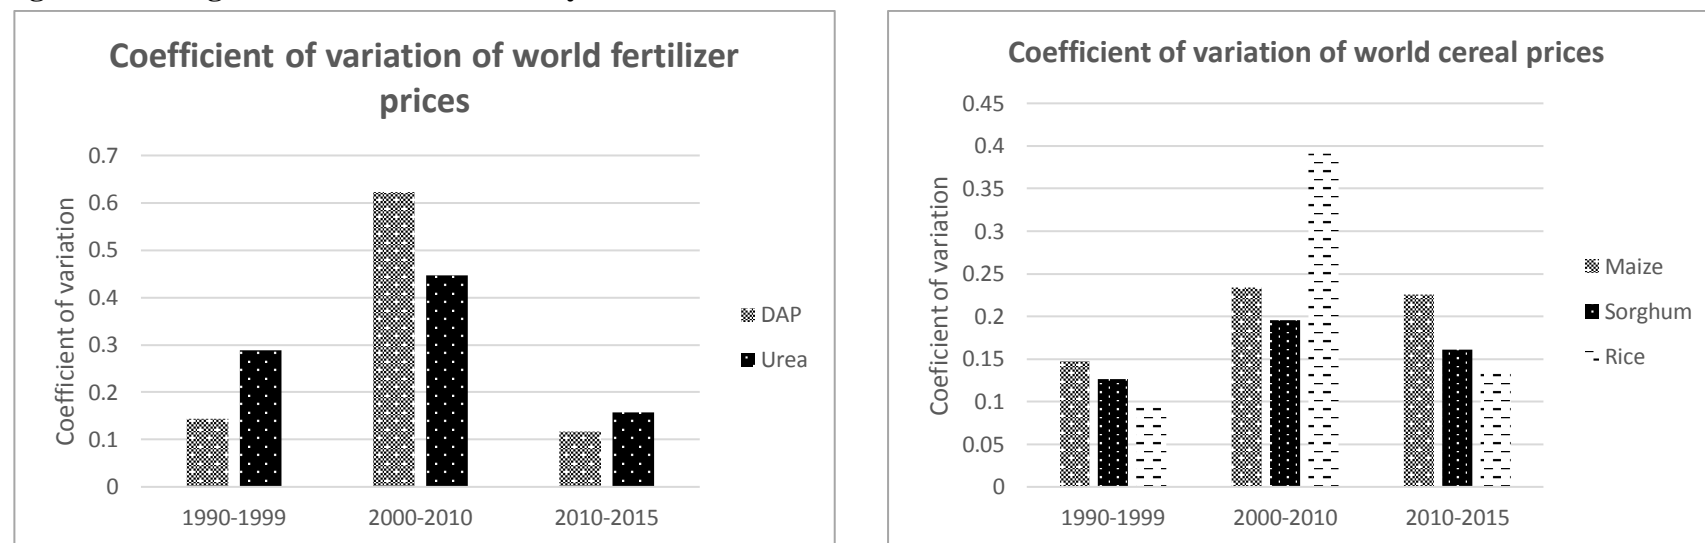 Coefficient of variation of world fertilizer
prices
Coefficient of variation
0.7
0.6
0.5
0.4
0.3
0.2
0.1
0
1990-1999 2000-2010 2010-2015
DAP
Urea
Coefficient of variation of world cereal prices
Coeficient of variation
0.45
0.4
0.35
0.3
0.25
0.2
0.15
0.1
0.05
0
1990-1999 2000-2010 2010-2015
Maize
Sorghum
Rice